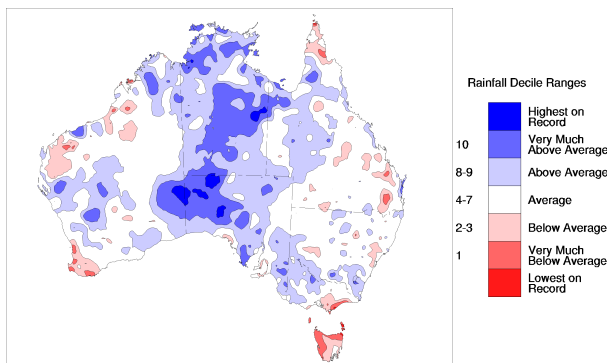 Rainfall Decile Ranges
Highest on
Record
10
Very Much
Above Average
8-9
Above Average
4-7
Average
2-3
Below Average
1
Very Much
Below Average
Lowest on
Record